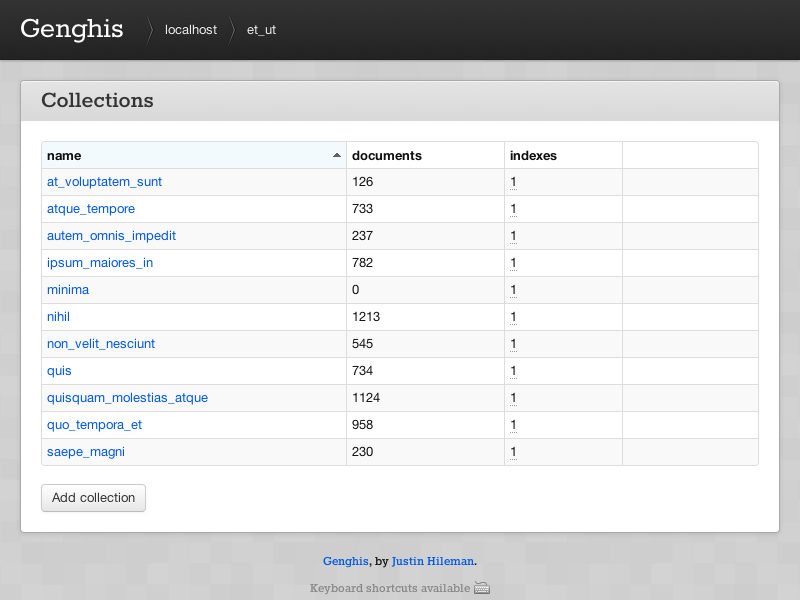 Genghis localhost et_ut
Collections
name documents indexes
at_voluptatem_sunt 126 1
atque_tempore 733 1
autem_omnis_impedit 237 1
ipsum_maiores_in 782 1
minima 0 1
nihil 1213 1
non_velit_nesciunt 545 1
quis 734 1
quisquam_molestias_atque 1124 1
quo_tempora_et 958 1
saepe_magni 230 1
Add collection
Genghis, by Justin Hileman.
Keyboard shortcuts available